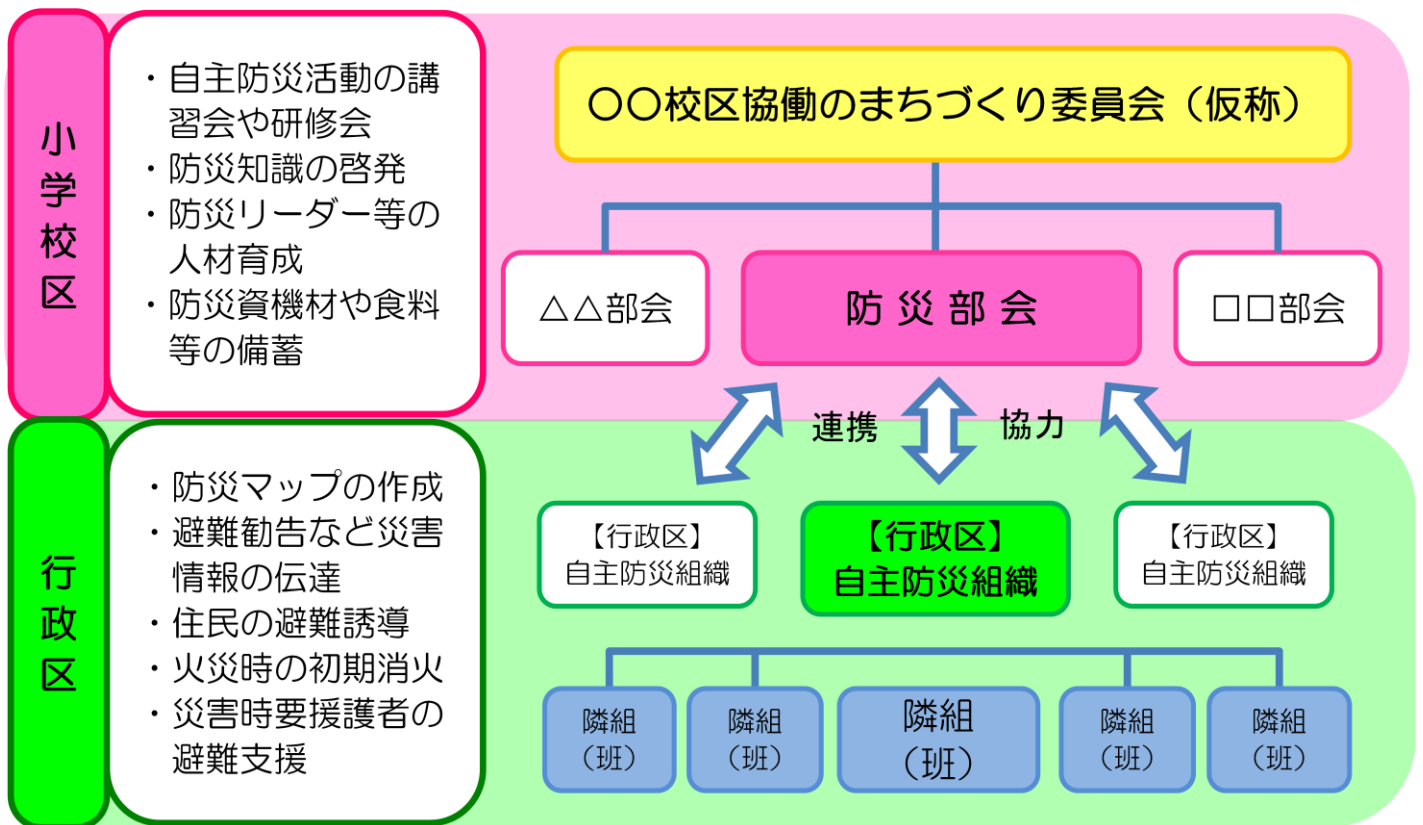 小学校区
・自主防災活動の講
習会や研修会
・防災知識の啓発
・防災リーダー等の
人材育成
・防災資機材や食料
等の備蓄
〇〇校区協働のまちづくり委員会（仮称）
△△部会
防災部会
□□部会
連携
協力
行政区
・防災マップの作成
・避難勧告など災害
情報の伝達
・住民の避難誘導
・火災時の初期消火
・災害時要援護者の
避難支援
【行政区】
自主防災組織
【行政区】
自主防災組織
【行政区】
自主防災組織
隣組
（班）
隣組
（班）
隣組
（班）
隣組
（班）
隣組
（班）